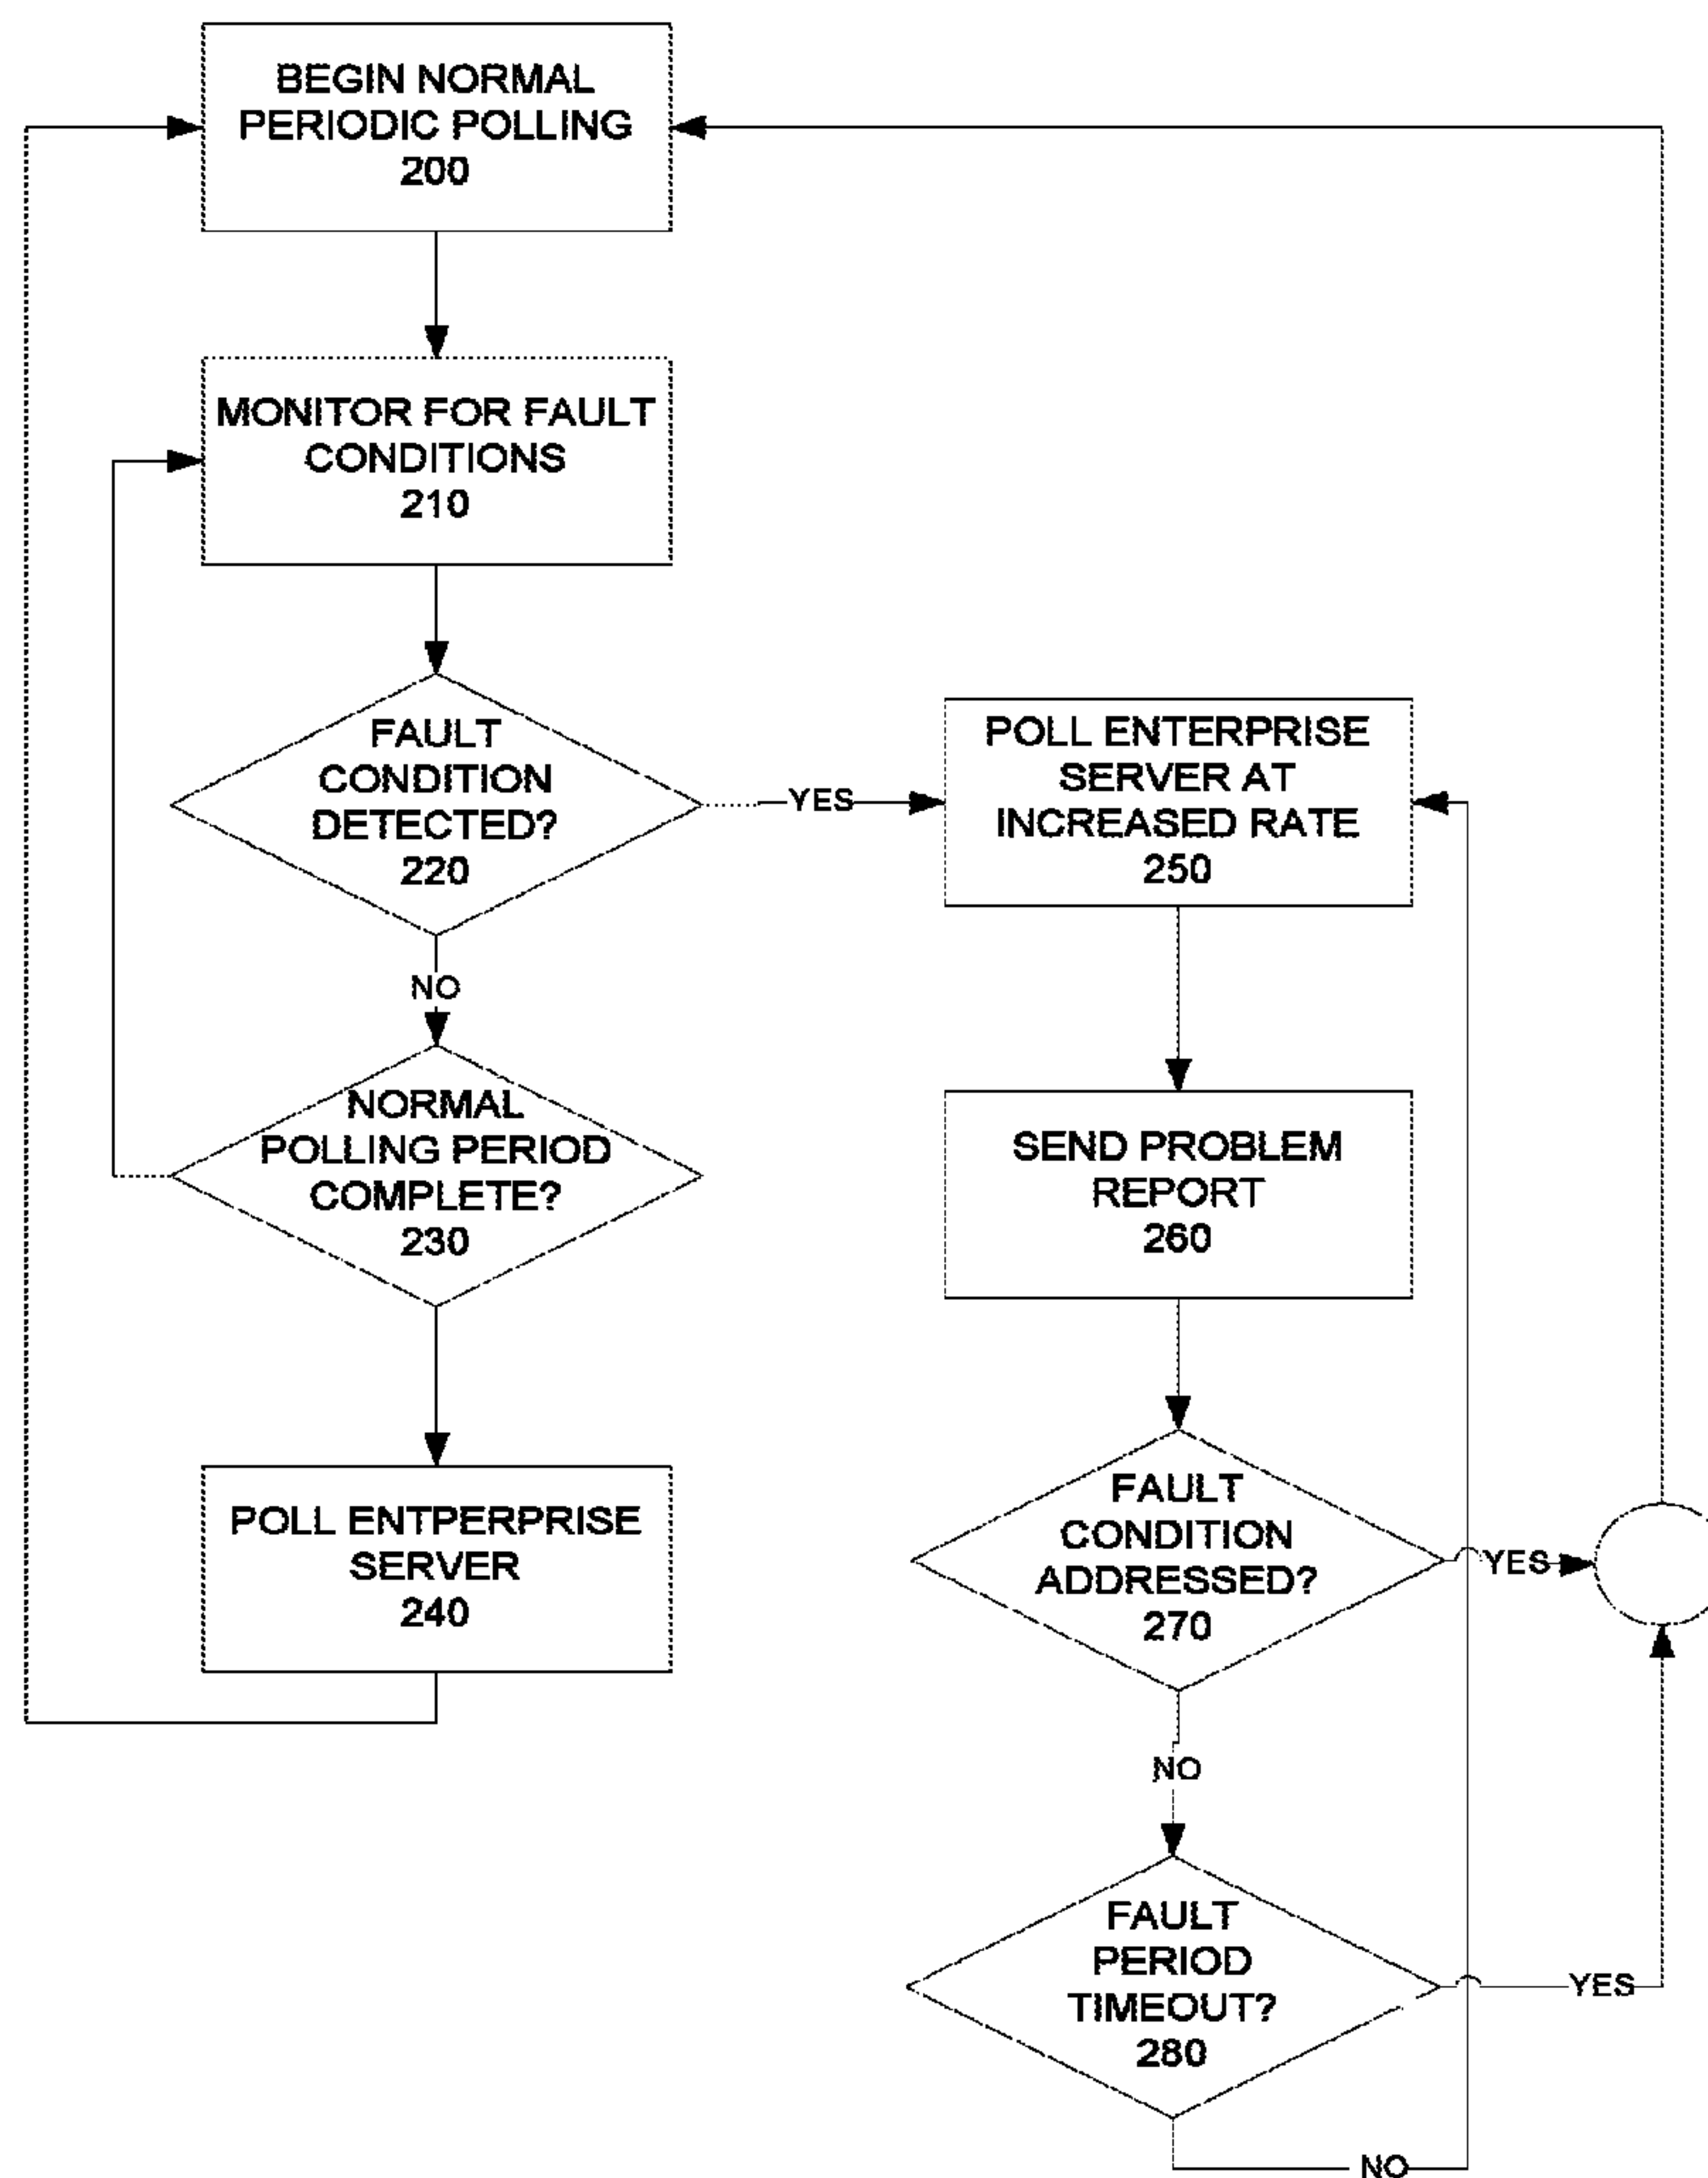 BEGIN NORMAL
PERIODIC POLLING
200
MONITOR FOR FAULT
CONDITIONS
210
FAULT
CONDITION
DETECTED?
220
YES
NO
NORMAL
POLLING PERIOD
COMPLETE?
230
POLL ENTPERPRISE
SERVER
240
POLL ENTERPRISE
SERVER AT
INCREASED RATE
250
SEND PROBLEM
REPORT
260
FAULT
CONDITION
ADDRESSED?
270
YES
NO
FAULT
PERIOD
TIMEOUT?
280
YES
NO